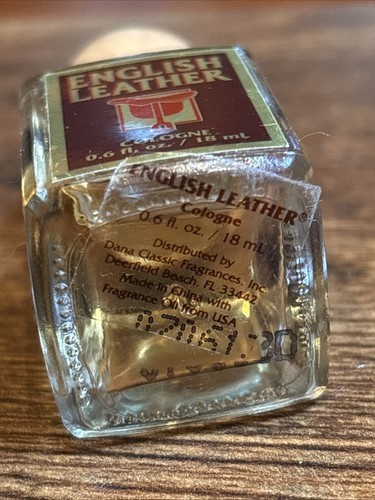 ENGLISH
LEATHER
COLOGNE
0.6 fl. oz. / 18 mL
ENGLISH LEATHER®
Cologne
0.6 fl. oz. / 18 mL
Distributed by
Dana Classic Fragrances, Inc.
Deerfield Beach, FL 33442
Made in China with
Fragrance Oil from USA